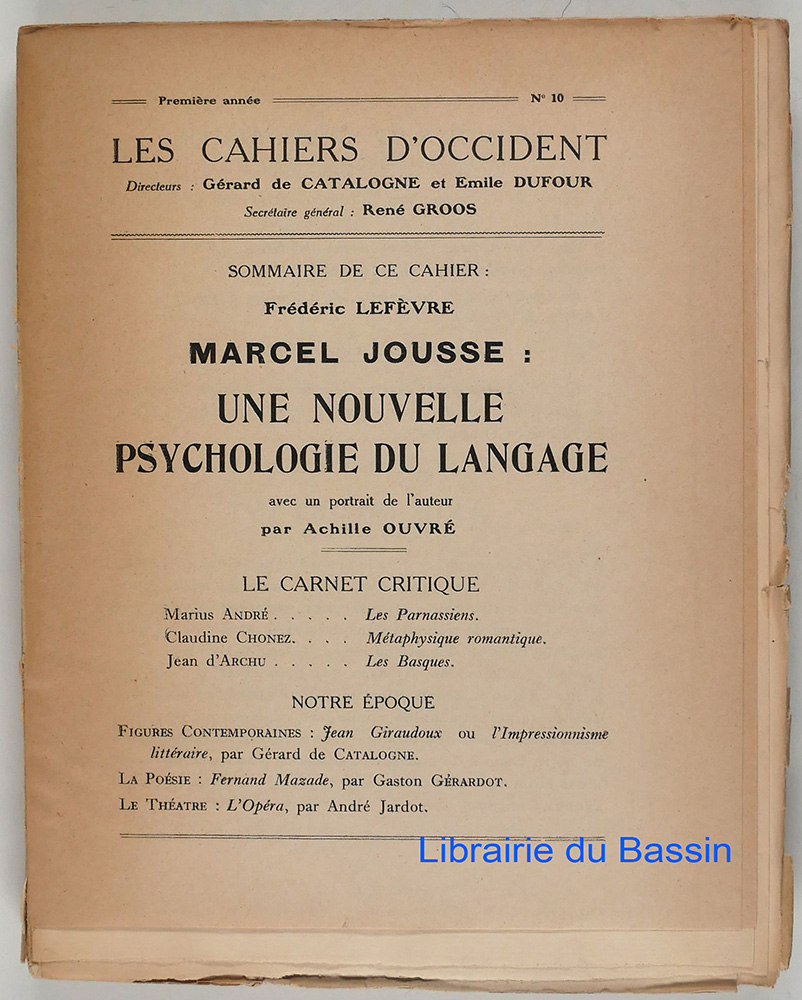 Première année N° 10
LES CAHIERS D'OCCIDENT
Directeurs : Gérard de CATALOGNE et Emile DUFOUR
Secrétaire général : René GROOS
SOMMAIRE DE CE CAHIER :
Frédéric LEFÈVRE
MARCEL JOUSSE :
UNE NOUVELLE
PSYCHOLOGIE DU LANGAGE
avec un portrait de l'auteur
par Achille OUVRÉ
LE CARNET CRITIQUE
Marius ANDRÉ . . . . . Les Parnassiens.
Claudine CHONEZ. . . . Métaphysique romantique.
Jean d'ARCHU . . . . . Les Basques.
NOTRE ÉPOQUE
FIGURES CONTEMPORAINES : Jean Giraudoux ou l'Impressionnisme
littéraire, par Gérard de CATALOGNE.
LA POÉSIE : Fernand Mazade, par Gaston GÉRARDOT.
LE THÉATRE : L'Opéra, par André Jardot.
Librairie du Bassin